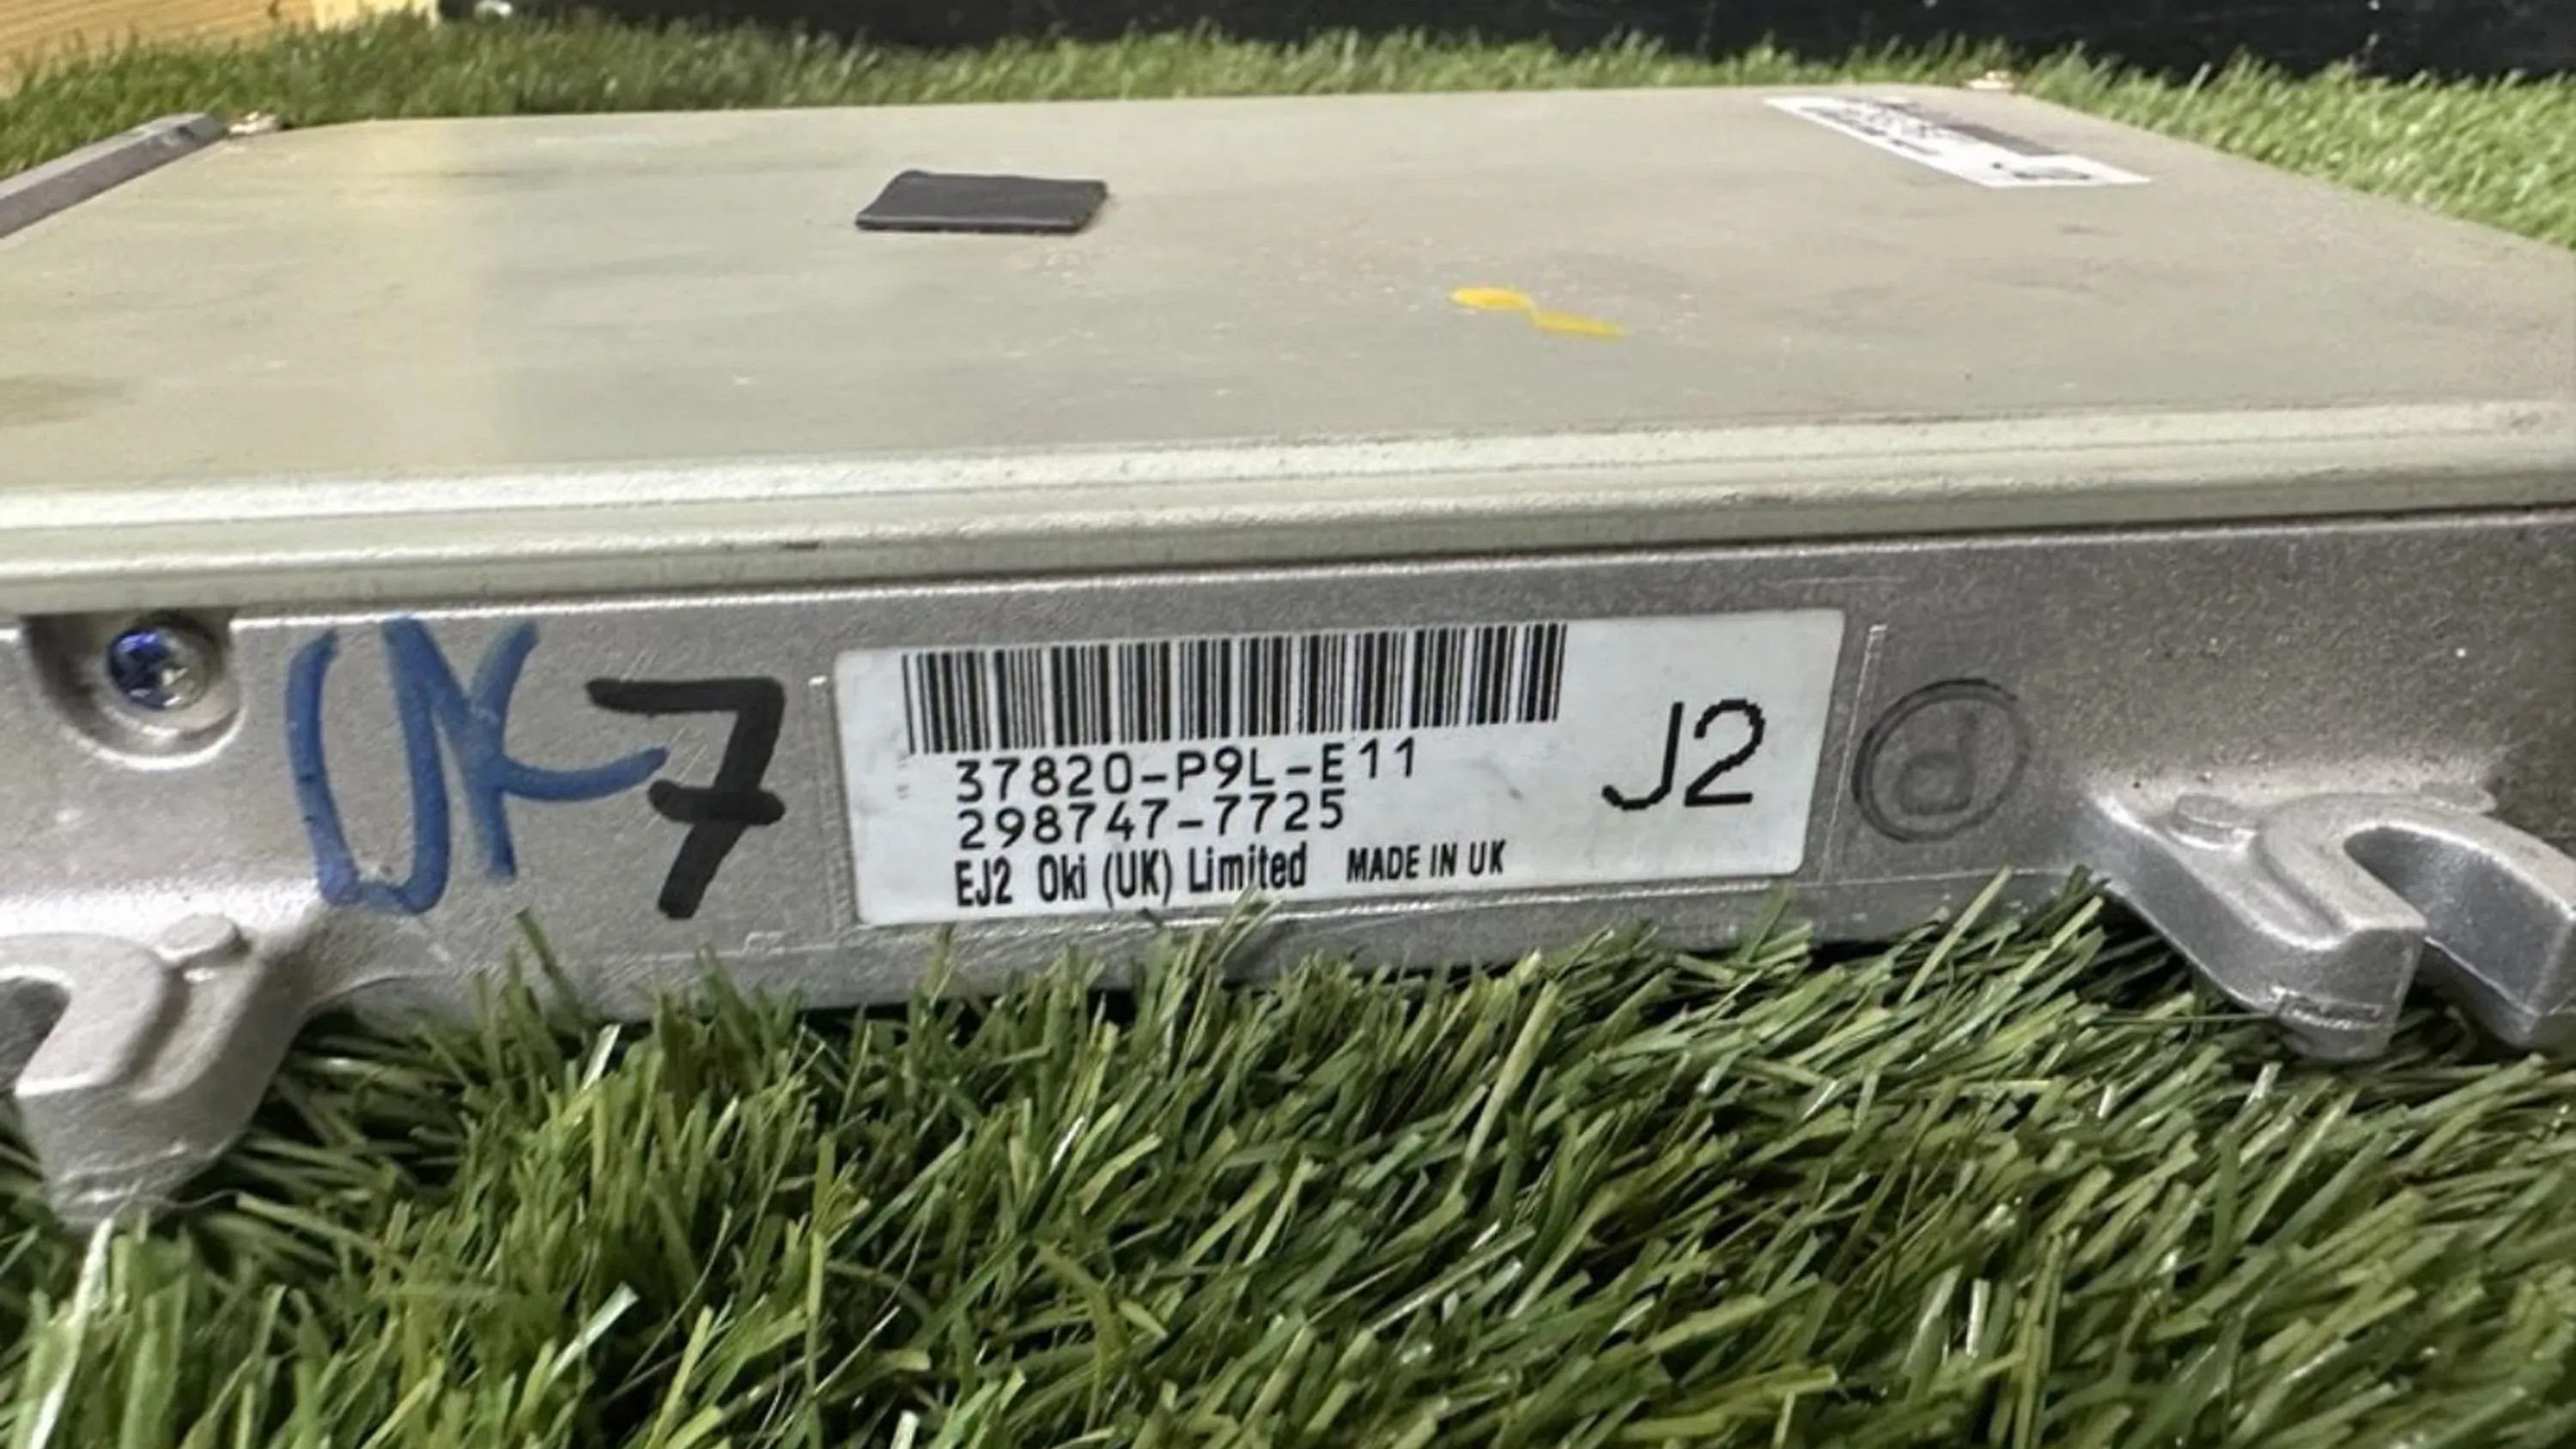 UK
7
37820-P9L-E11
298747-7725
EJ2 Oki (UK) Limited MADE IN UK
J2